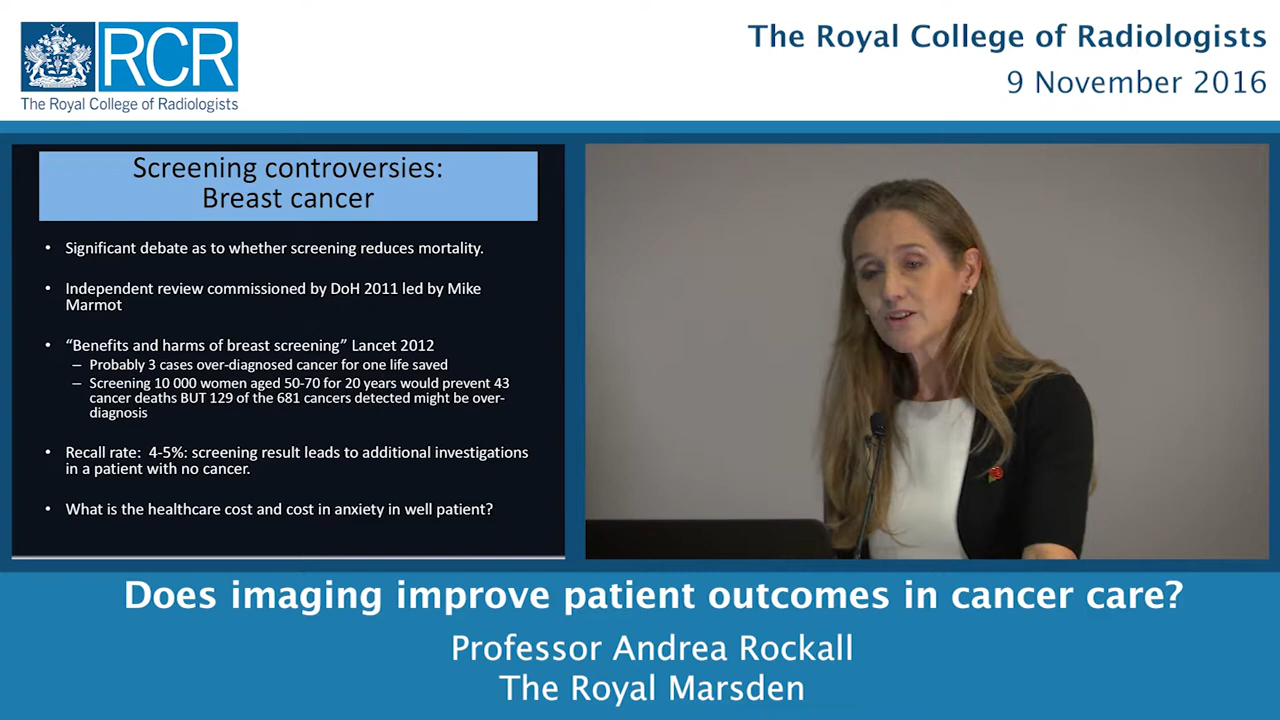 RCR
The Royal College of Radiologists
The Royal College of Radiologists
9 November 2016
Screening controversies:
Breast cancer
• Significant debate as to whether screening reduces mortality.
• Independent review commissioned by DoH 2011 led by Mike
Marmot
• “Benefits and harms of breast screening” Lancet 2012
– Probably 3 cases over-diagnosed cancer for one life saved
– Screening 10 000 women aged 50-70 for 20 years would prevent 43
cancer deaths BUT 129 of the 681 cancers detected might be over-
diagnosis
• Recall rate: 4-5%: screening result leads to additional investigations
in a patient with no cancer.
• What is the healthcare cost and cost in anxiety in well patient?
Does imaging improve patient outcomes in cancer care?
Professor Andrea Rockall
The Royal Marsden